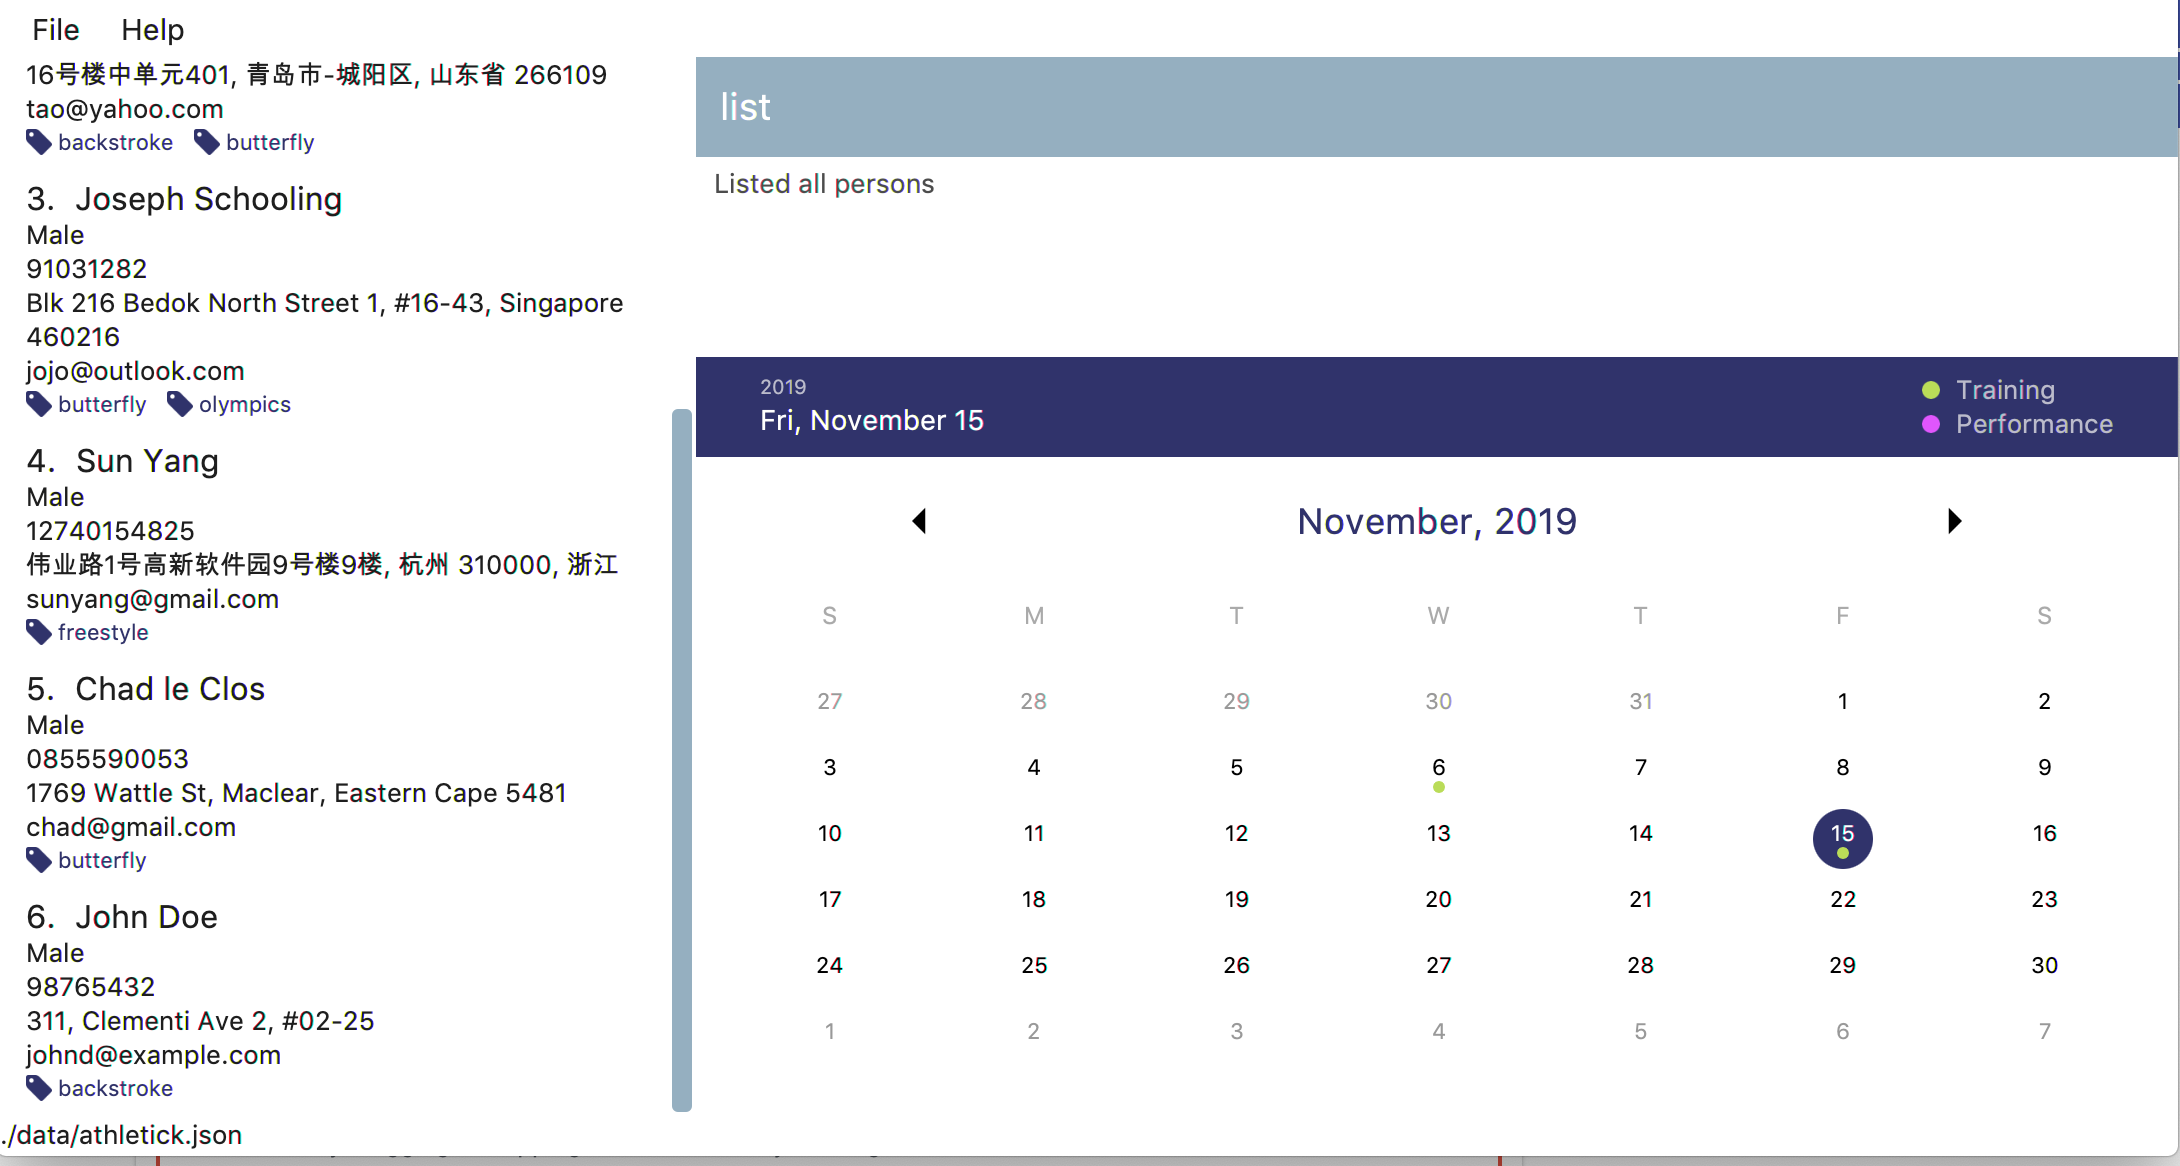 File Help
16号楼中单元401, 青岛市-城阳区, 山东省 266109
tao@yahoo.com
backstroke butterfly
3. Joseph Schooling
Male
91031282
Blk 216 Bedok North Street 1, #16-43, Singapore
460216
jojo@outlook.com
butterfly olympics
4. Sun Yang
Male
12740154825
伟业路1号高新软件园9号楼9楼, 杭州 310000, 浙江
sunyang@gmail.com
freestyle
5. Chad le Clos
Male
0855590053
1769 Wattle St, Maclear, Eastern Cape 5481
chad@gmail.com
butterfly
6. John Doe
Male
98765432
311, Clementi Ave 2, #02-25
johnd@example.com
backstroke
./data/athletick.json
list
Listed all persons
2019
Fri, November 15
Training
Performance
November, 2019
S M T W T F S
27 28 29 30 31 1 2
3 4 5 6 7 8 9
10 11 12 13 14 15 16
17 18 19 20 21 22 23
24 25 26 27 28 29 30
1 2 3 4 5 6 7